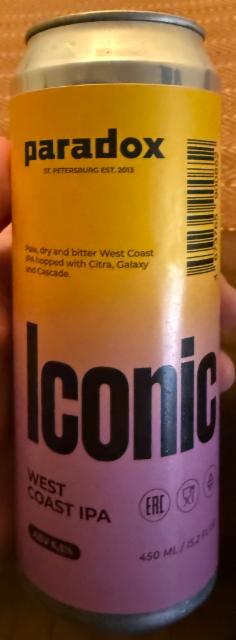 paradox
ST. PETERSBURG EST. 2013
Pale, dry and bitter West Coast
IPA hopped with Citra, Galaxy
and Cascade.
Iconic
WEST
COAST IPA
EAC
450 ML / 15.2 FL